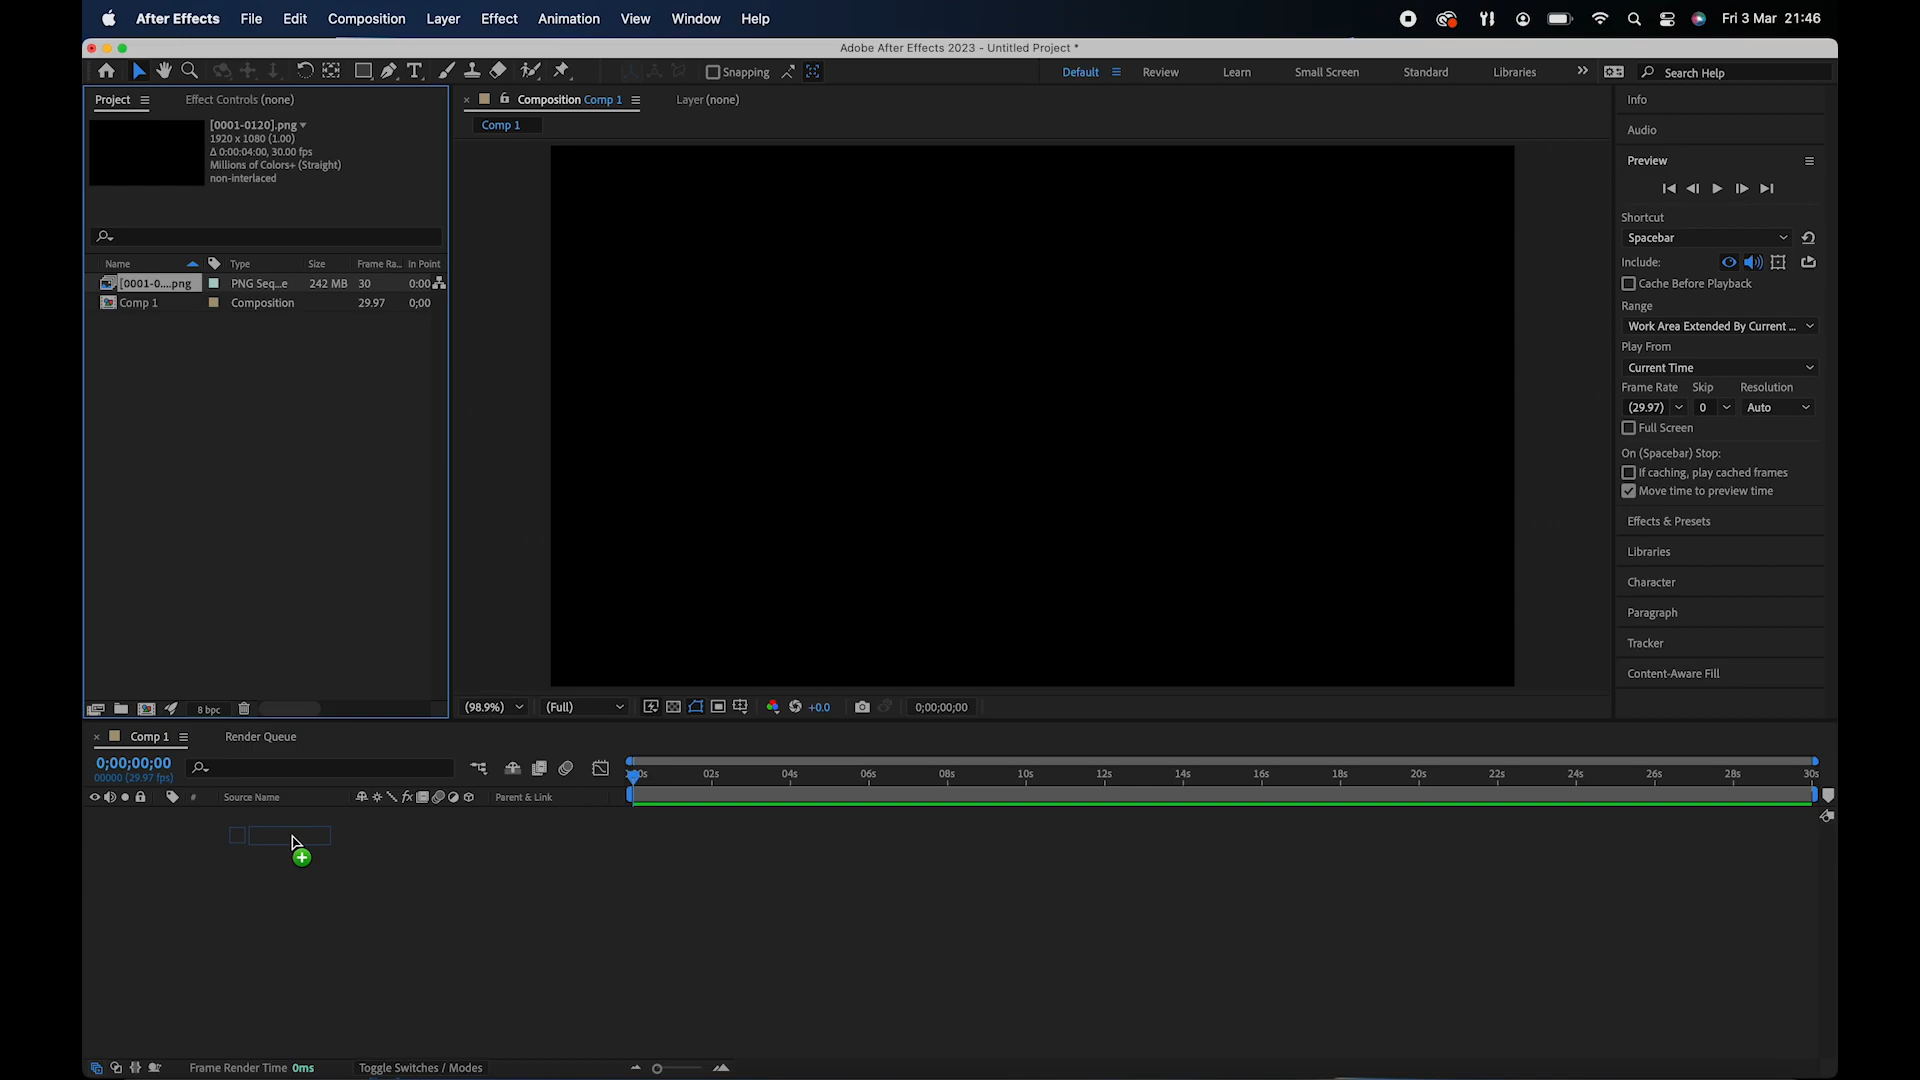 After Effects File Edit Composition Layer Effect Animation View Window Help Fri 3 Mar 21:46
Adobe After Effects 2023 - Untitled Project *
Snapping Default Review Learn Small Screen Standard Libraries Search Help
Project Effect Controls (none)
[0001-0120].png
1920 x 1080 (1.00)
Δ 0:00:04:00, 30.00 fps
Millions of Colors+ (Straight)
non-interlaced
Name Type Size Frame Ra... In Point
[0001-0....png PNG Seq...e 242 MB 30 0:00
Comp 1 Composition 29.97 0;00
8 bpc
Composition Comp 1 Layer (none)
Comp 1
(98.9%) (Full) +0.0 0;00;00;00
Info
Audio
Preview
Shortcut
Spacebar
Include:
Cache Before Playback
Range
Work Area Extended By Current ...
Play From
Current Time
Frame Rate Skip Resolution
(29.97) 0 Auto
Full Screen
On (Spacebar) Stop:
If caching, play cached frames
Move time to preview time
Effects & Presets
Libraries
Character
Paragraph
Tracker
Content-Aware Fill
Comp 1 Render Queue
0;00;00;00
00000 (29.97 fps)
02s 04s 06s 08s 10s 12s 14s 16s 18s 20s 22s 24s 26s 28s 30s
# Source Name fx Parent & Link
Frame Render Time 0ms Toggle Switches / Modes